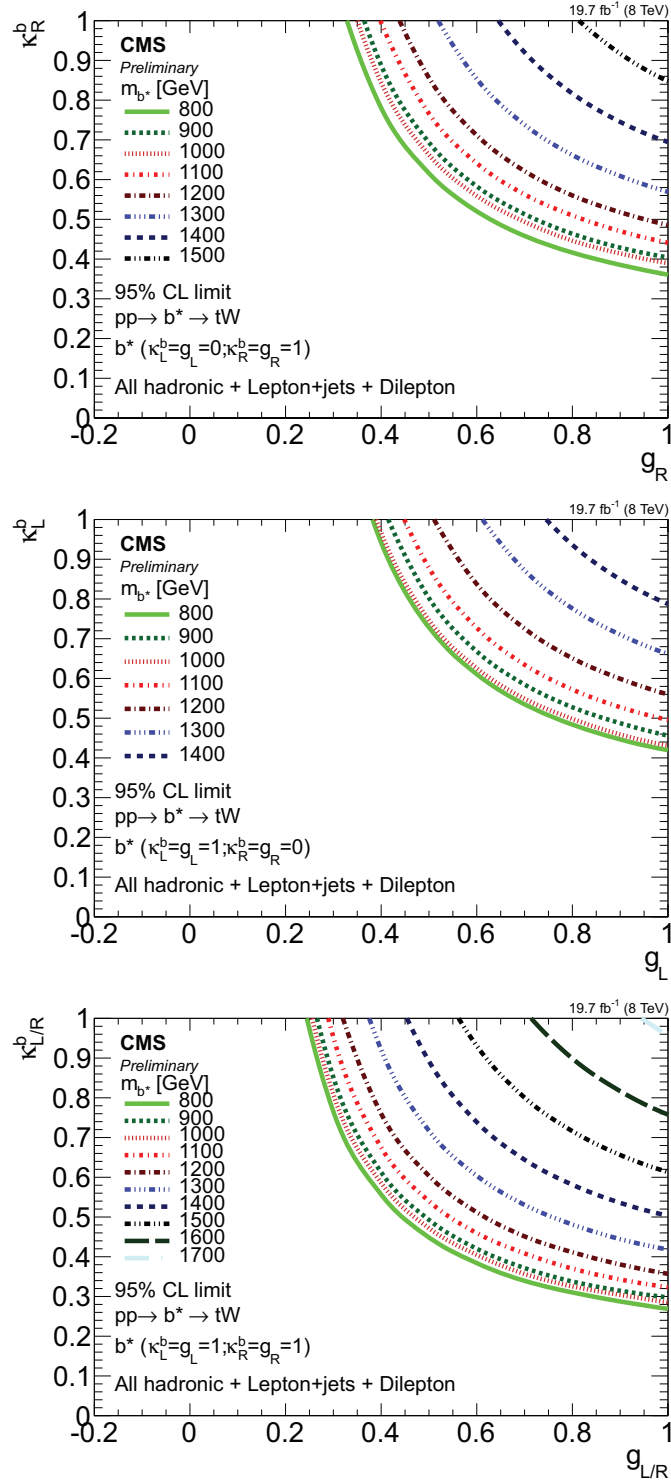 19.7 fb⁻¹ (8 TeV)
κ_R^b
CMS
Preliminary
m_b* [GeV]
800
900
1000
1100
1200
1300
1400
1500
95% CL limit
pp→ b* → tW
b* (κ_L^b=g_L=0;κ_R^b=g_R=1)
All hadronic + Lepton+jets + Dilepton
1
0.9
0.8
0.7
0.6
0.5
0.4
0.3
0.2
0.1
0
-0.2 0 0.2 0.4 0.6 0.8 1
g_R
19.7 fb⁻¹ (8 TeV)
κ_L^b
CMS
Preliminary
m_b* [GeV]
800
900
1000
1100
1200
1300
1400
95% CL limit
pp→ b* → tW
b* (κ_L^b=g_L=1;κ_R^b=g_R=0)
All hadronic + Lepton+jets + Dilepton
1
0.9
0.8
0.7
0.6
0.5
0.4
0.3
0.2
0.1
0
-0.2 0 0.2 0.4 0.6 0.8 1
g_L
19.7 fb⁻¹ (8 TeV)
κ_L/R^b
CMS
Preliminary
m_b* [GeV]
800
900
1000
1100
1200
1300
1400
1500
1600
1700
95% CL limit
pp→ b* → tW
b* (κ_L^b=g_L=1;κ_R^b=g_R=1)
All hadronic + Lepton+jets + Dilepton
1
0.9
0.8
0.7
0.6
0.5
0.4
0.3
0.2
0.1
0
-0.2 0 0.2 0.4 0.6 0.8 1
g_L/R